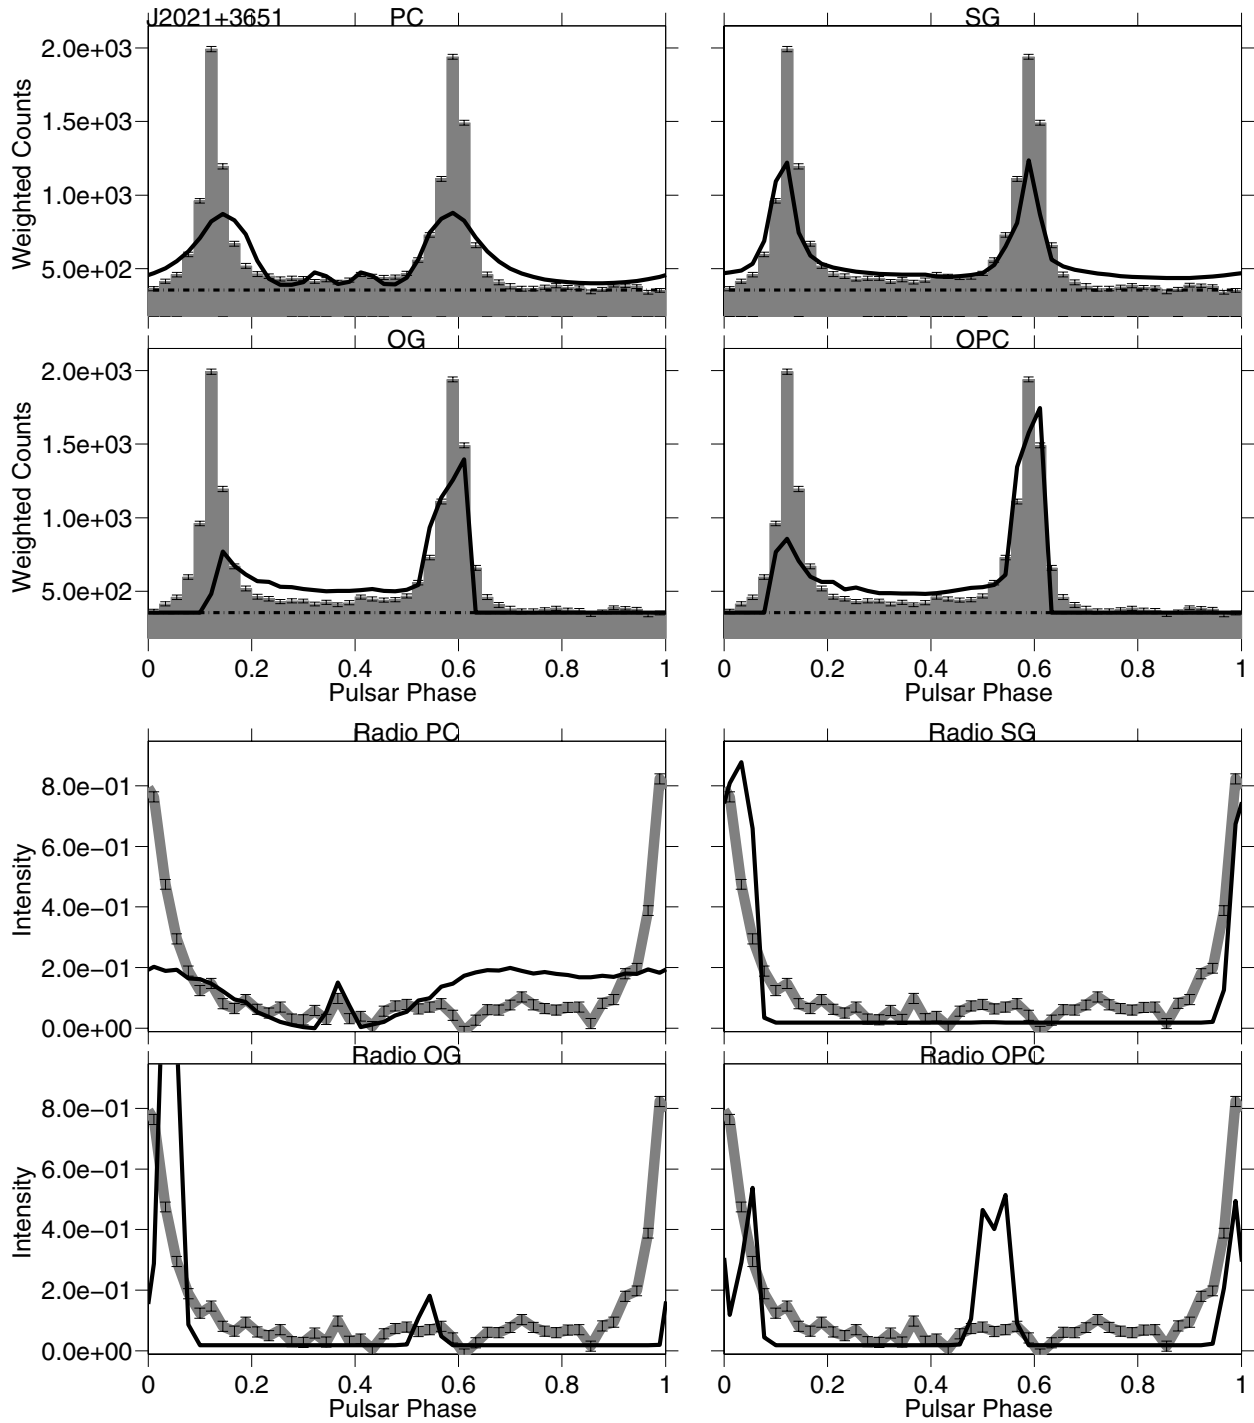 J2021+3651 PC SG
2.0e+03
1.5e+03
1.0e+03
5.0e+02
Weighted Counts
OG OPC
2.0e+03
1.5e+03
1.0e+03
5.0e+02
Weighted Counts
0 0.2 0.4 0.6 0.8 1 0 0.2 0.4 0.6 0.8 1
Pulsar Phase Pulsar Phase
Radio PC Radio SG
8.0e−01
6.0e−01
4.0e−01
2.0e−01
0.0e+00
Intensity
Radio OG Radio OPC
8.0e−01
6.0e−01
4.0e−01
2.0e−01
0.0e+00
Intensity
0 0.2 0.4 0.6 0.8 1 0 0.2 0.4 0.6 0.8 1
Pulsar Phase Pulsar Phase